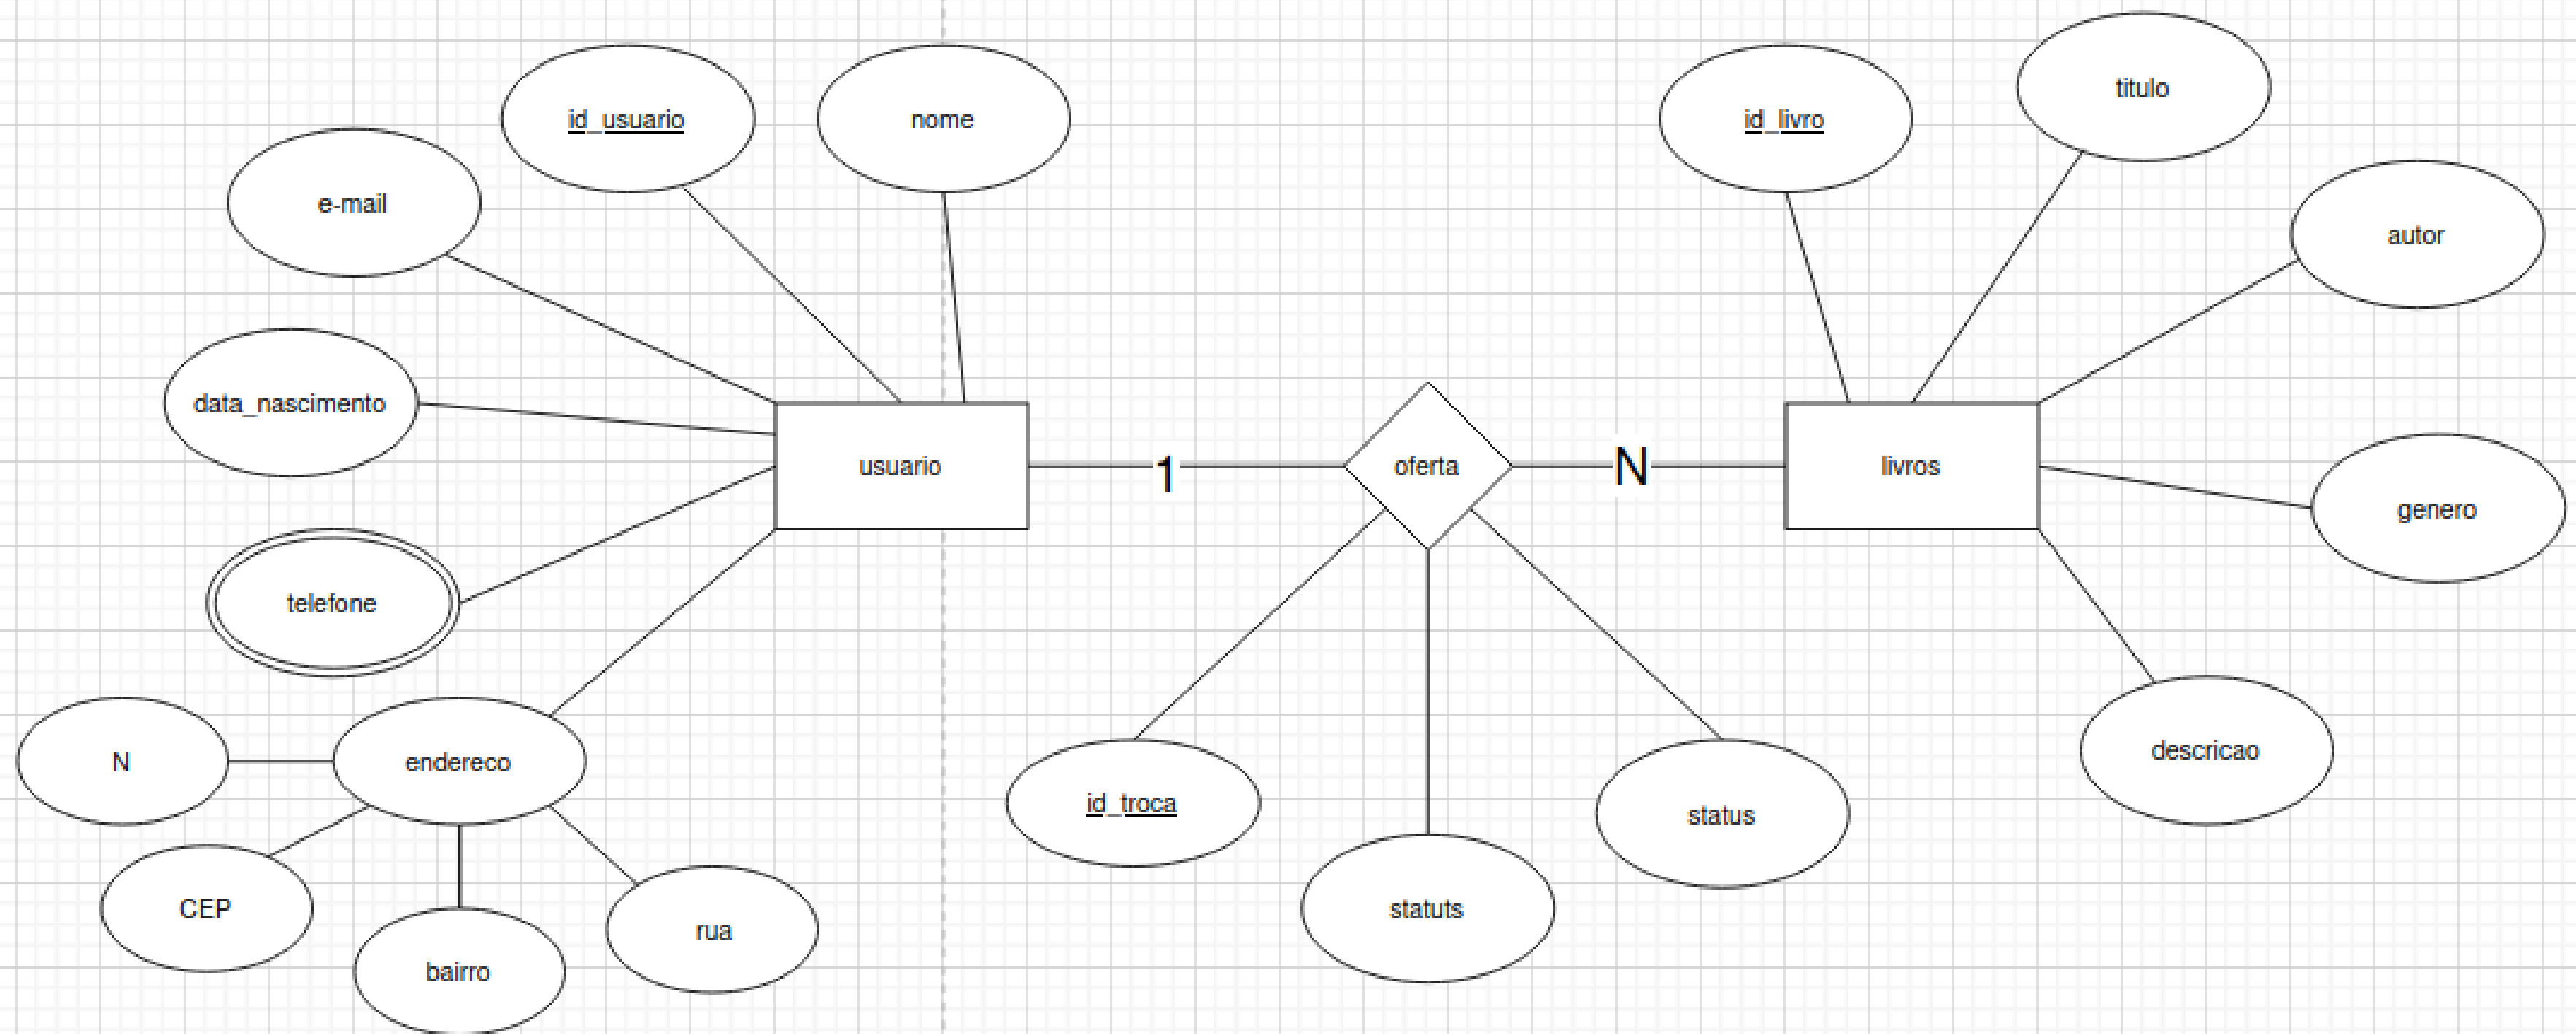 titulo
id_usuario
nome
id_livro
e-mail
autor
data_nascimento
usuario
1
oferta
N
livros
genero
telefone
descricao
N
endereco
id_troca
status
CEP
statuts
rua
bairro